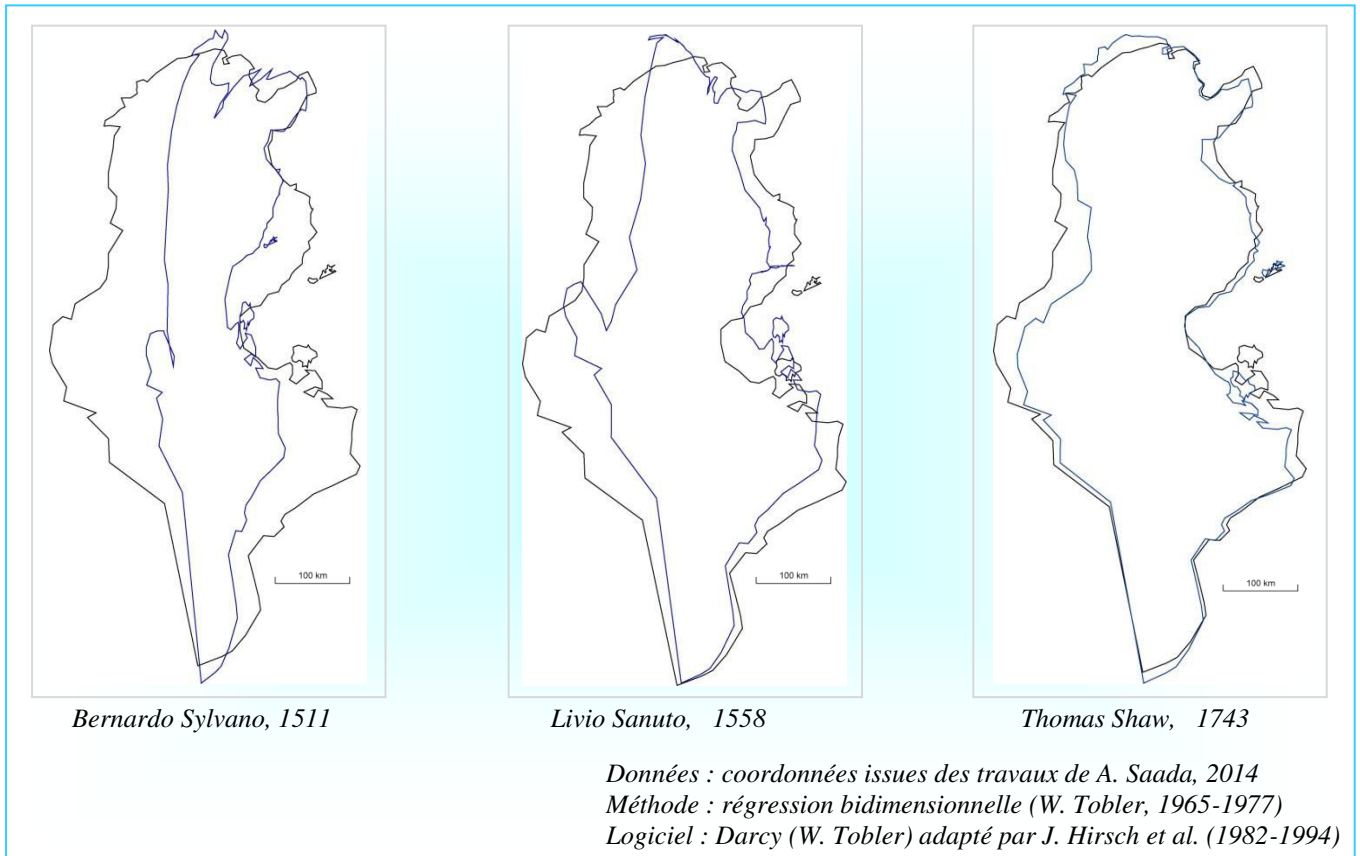 100 km
100 km
100 km
Bernardo Sylvano, 1511
Livio Sanuto, 1558
Thomas Shaw, 1743
Données : coordonnées issues des travaux de A. Saada, 2014
Méthode : régression bidimensionnelle (W. Tobler, 1965-1977)
Logiciel : Darcy (W. Tobler) adapté par J. Hirsch et al. (1982-1994)